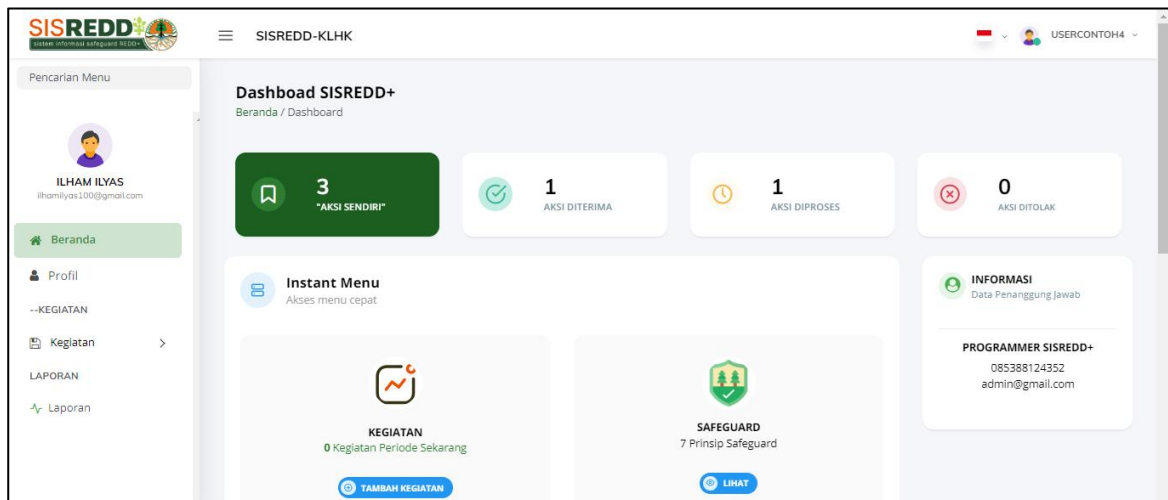 SISREDD+
sistem informasi safeguard REDD+
SISREDD-KLHK
USERCONTOH4
Pencarian Menu
ILHAM ILYAS
ilhamilyas100@gmail.com
Beranda
Profil
--KEGIATAN
Kegiatan
LAPORAN
Laporan
Dashboad SISREDD+
Beranda / Dashboard
3
"AKSI SENDIRI"
1
AKSI DITERIMA
1
AKSI DIPROSES
0
AKSI DITOLAK
Instant Menu
Akses menu cepat
KEGIATAN
0 Kegiatan Periode Sekarang
TAMBAH KEGIATAN
SAFEGUARD
7 Prinsip Safeguard
LIHAT
INFORMASI
Data Penanggung Jawab
PROGRAMMER SISREDD+
085388124352
admin@gmail.com